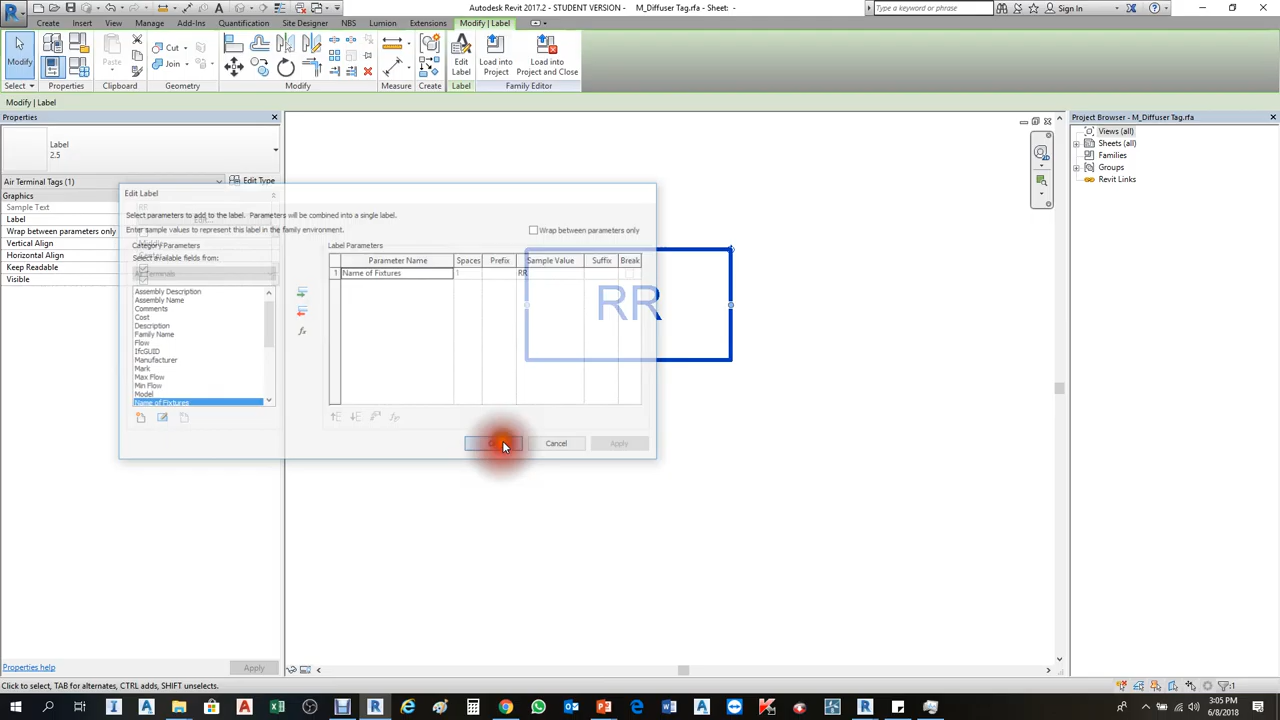 Autodesk Revit 2017.2 - STUDENT VERSION - M_Diffuser Tag.rfa - Sheet:
Type a keyword or phrase
Sign In
Create Insert View Manage Add-Ins Quantification Site Designer NBS Lumion Extensions Modify | Label
Modify
Paste
Cut
Join
Edit Label
Load into Project
Load into Project and Close
Select Properties Clipboard Geometry Modify Measure Create Label Family Editor
Modify | Label
Properties
Label
2.5
Air Terminal Tags (1)
Edit Type
Graphics
Sample Text RR
Label Edit...
Wrap between parameters only
Vertical Align Middle
Horizontal Align Center
Keep Readable
Visible
Properties help
Apply
Edit Label
Select parameters to add to the label. Parameters will be combined into a single label.
Enter sample values to represent this label in the family environment.
Wrap between parameters only
Category Parameters
Select available fields from:
Label Parameters
Parameter Name Spaces Prefix Sample Value Suffix Break
1 Name of Fixtures 1 RR
Assembly Description
Assembly Name
Comments
Cost
Description
Family Name
Flow
IfcGUID
Manufacturer
Mark
Max Flow
Min Flow
Model
Name of Fixtures
Cancel
Apply
RR
Project Browser - M_Diffuser Tag.rfa
Views (all)
Sheets (all)
Families
Groups
Revit Links
Click to select, TAB for alternates, CTRL adds, SHIFT unselects.
:1
3:05 PM
6/8/2018